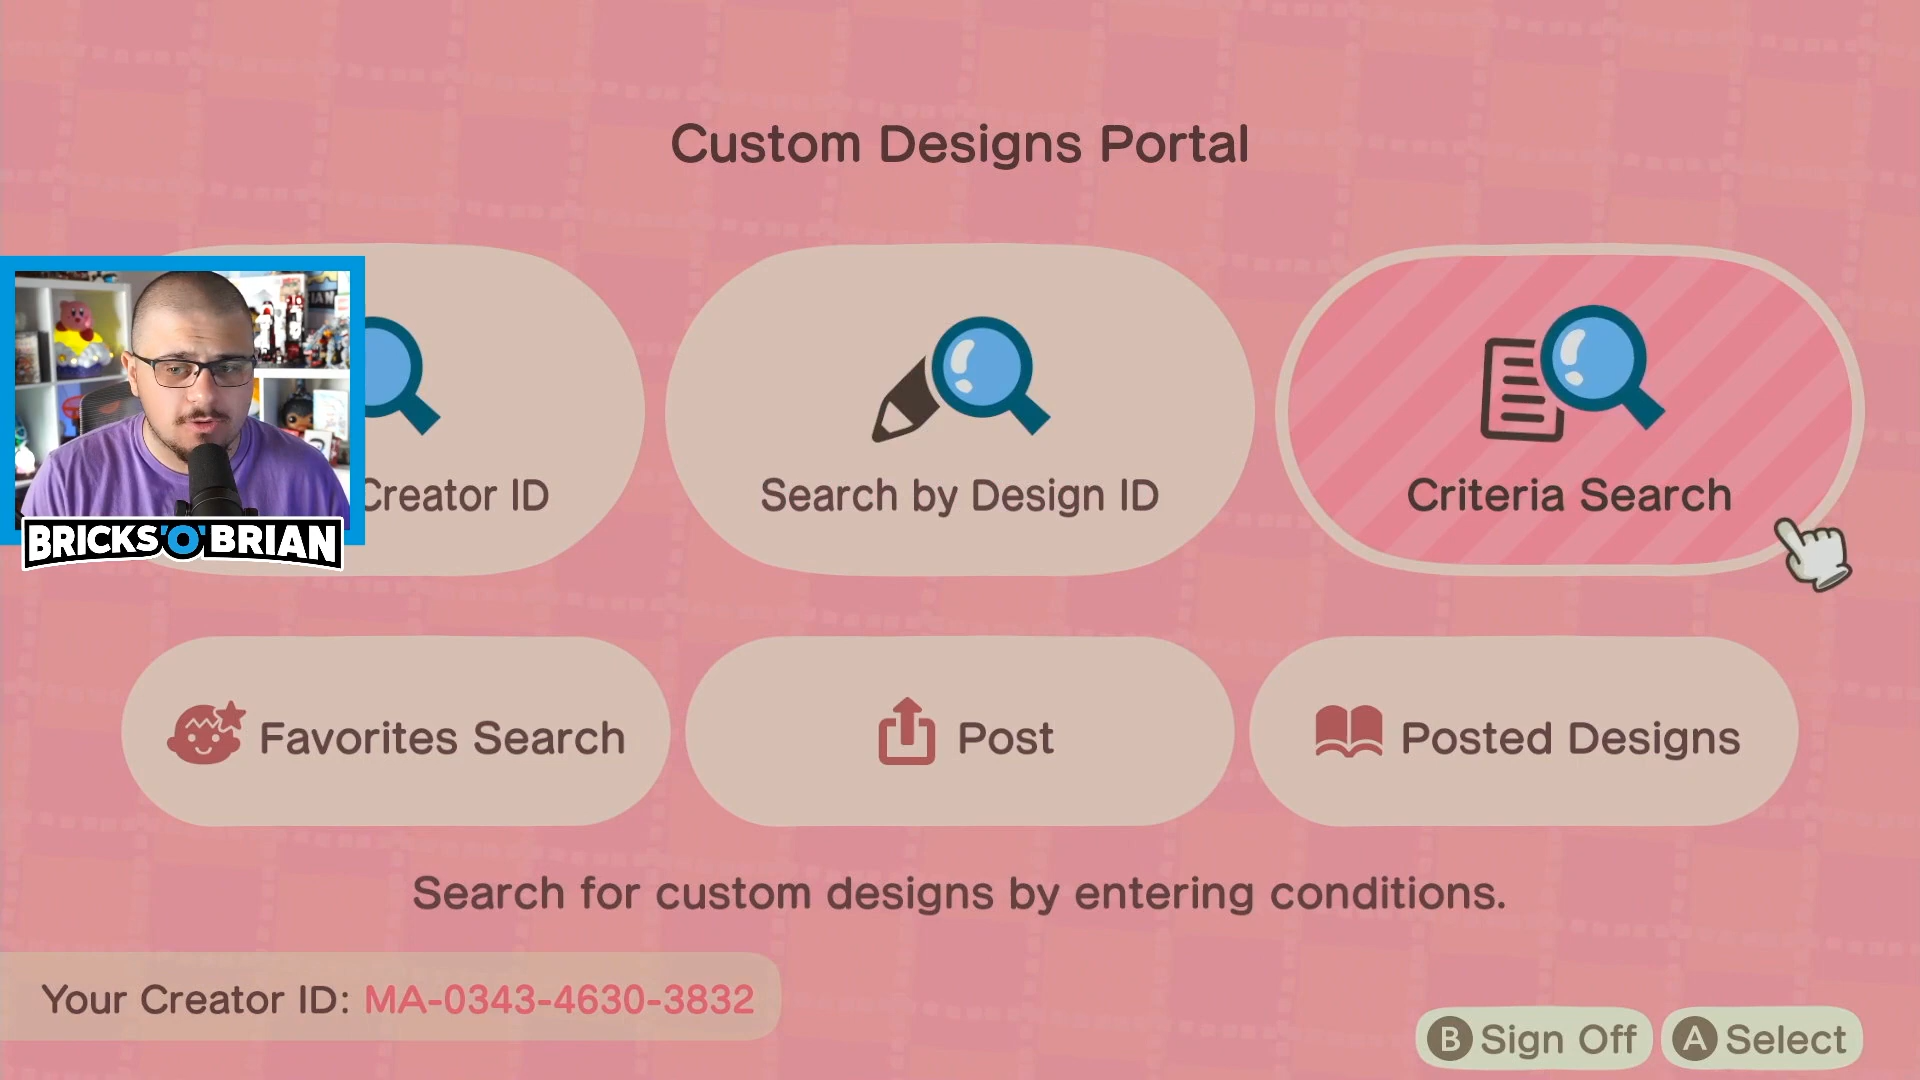 Custom Designs Portal
Creator ID
Search by Design ID
Criteria Search
BRICKS'O'BRIAN
Favorites Search
Post
Posted Designs
Search for custom designs by entering conditions.
Your Creator ID: MA-0343-4630-3832
B Sign Off
A Select